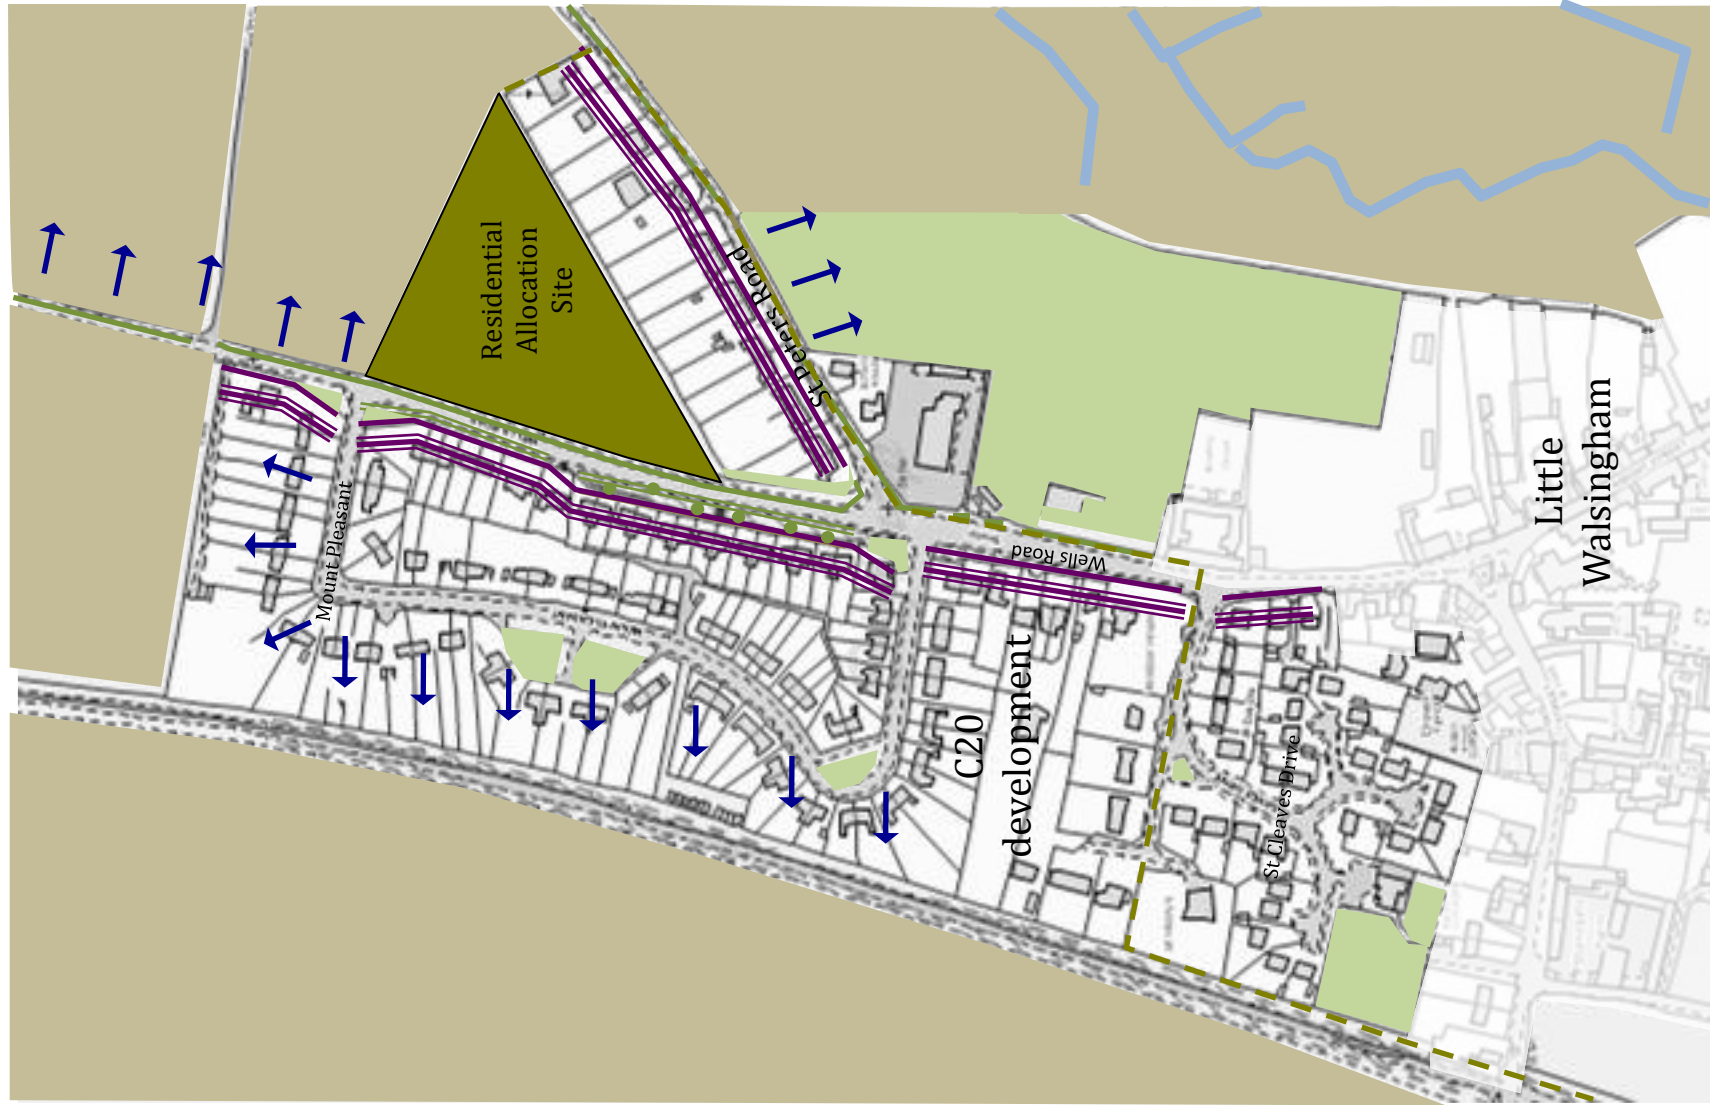 Residential
Allocation
Site
St Peters Road
Mount Pleasant
Wells Road
C20
development
St Cleaves Drive
Little
Walsingham